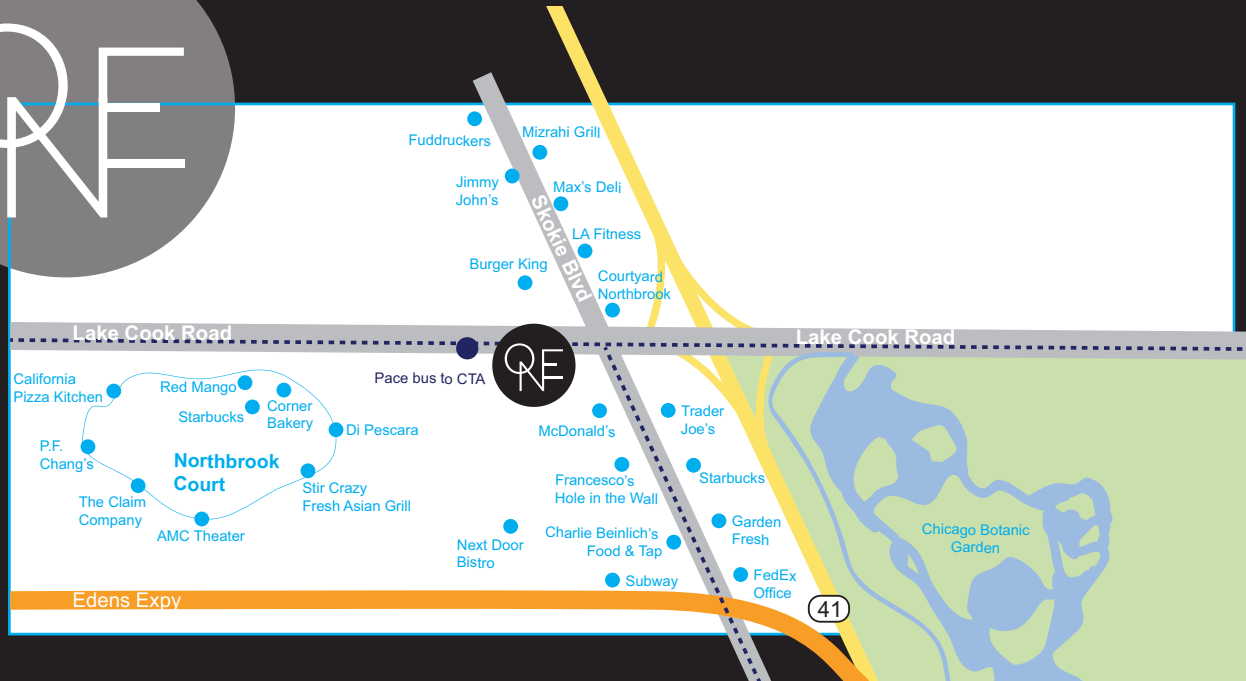 ONE
Fuddruckers
Mizrahi Grill
Jimmy
John's
Max's Deli
Skokie Blvd
LA Fitness
Burger King
Courtyard
Northbrook
Lake Cook Road
Lake Cook Road
ONE
Pace bus to CTA
California
Pizza Kitchen
Red Mango
Starbucks
Corner
Bakery
Di Pescara
P.F.
Chang's
Northbrook
Court
The Claim
Company
Stir Crazy
Fresh Asian Grill
AMC Theater
McDonald's
Trader
Joe's
Francesco's
Hole in the Wall
Starbucks
Next Door
Bistro
Charlie Beinlich's
Food & Tap
Garden
Fresh
Subway
FedEx
Office
Chicago Botanic
Garden
Edens Expy
41